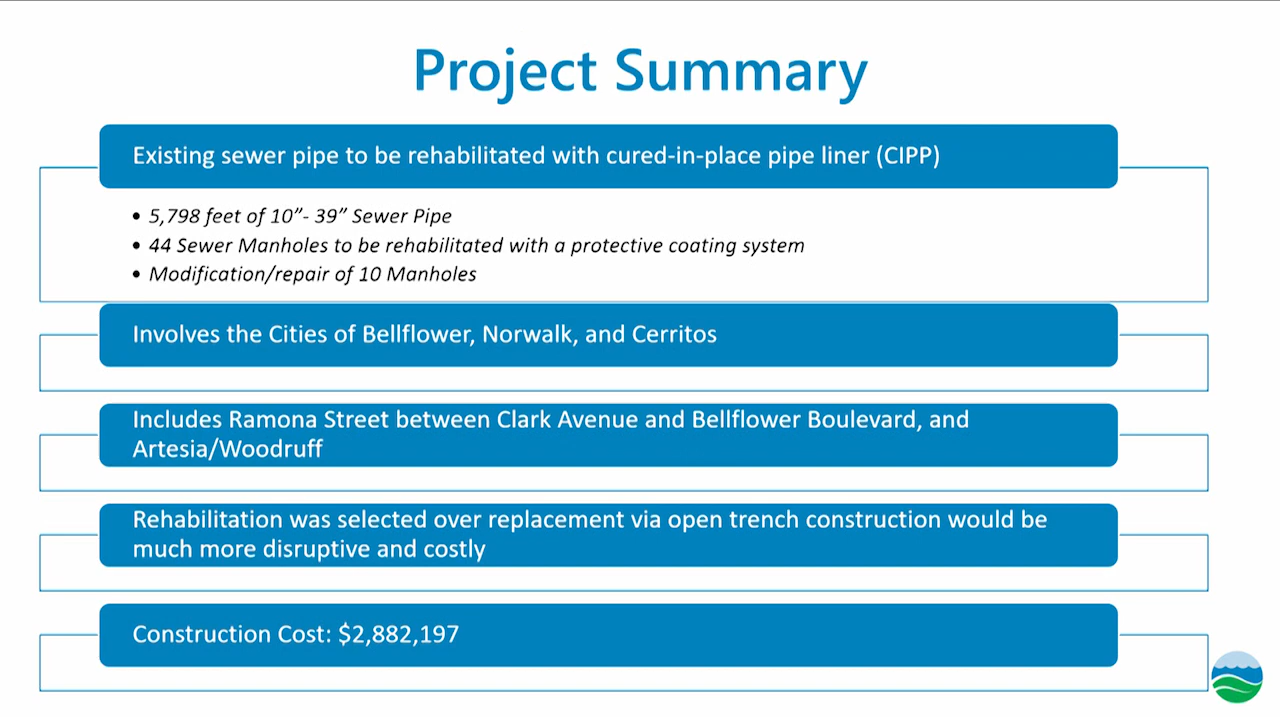 Project Summary
Existing sewer pipe to be rehabilitated with cured-in-place pipe liner (CIPP)
• 5,798 feet of 10”- 39” Sewer Pipe
• 44 Sewer Manholes to be rehabilitated with a protective coating system
• Modification/repair of 10 Manholes
Involves the Cities of Bellflower, Norwalk, and Cerritos
Includes Ramona Street between Clark Avenue and Bellflower Boulevard, and
Artesia/Woodruff
Rehabilitation was selected over replacement via open trench construction would be
much more disruptive and costly
Construction Cost: $2,882,197